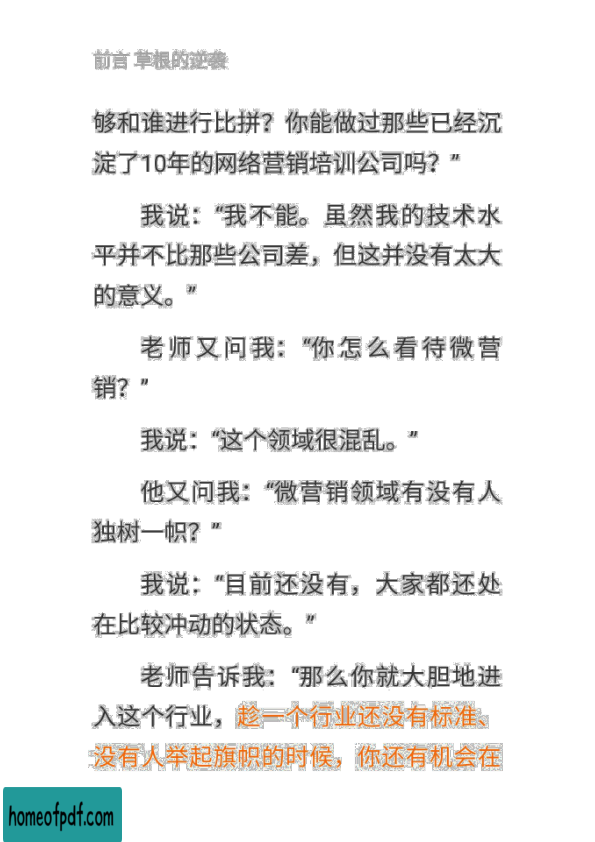 前言 草根的逆袭
够和谁进行比拼？你能做过那些已经沉
淀了10年的网络营销培训公司吗？”
我说：“我不能。虽然我的技术水
平并不比那些公司差，但这并没有太大
的意义。”
老师又问我：“你怎么看待微营
销？”
我说：“这个领域很混乱。”
他又问我：“微营销领域有没有人
独树一帜？”
我说：“目前还没有，大家都还处
在比较冲动的状态。”
老师告诉我：“那么你就大胆地进
入这个行业，趁一个行业还没有标准、
没有人举起旗帜的时候，你还有机会在
homeofpdf.com